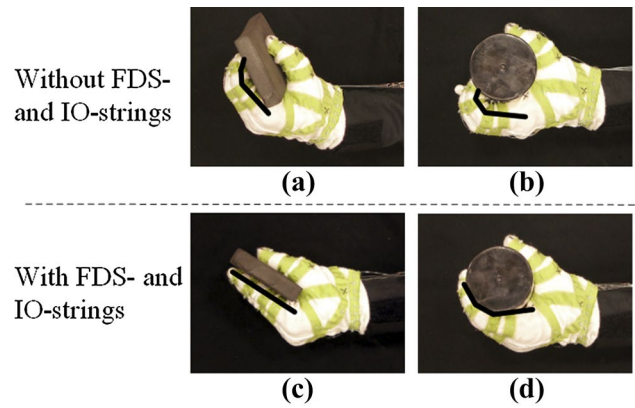 Without FDS-
and IO-strings
(a)
(b)
With FDS- and
IO-strings
(c)
(d)